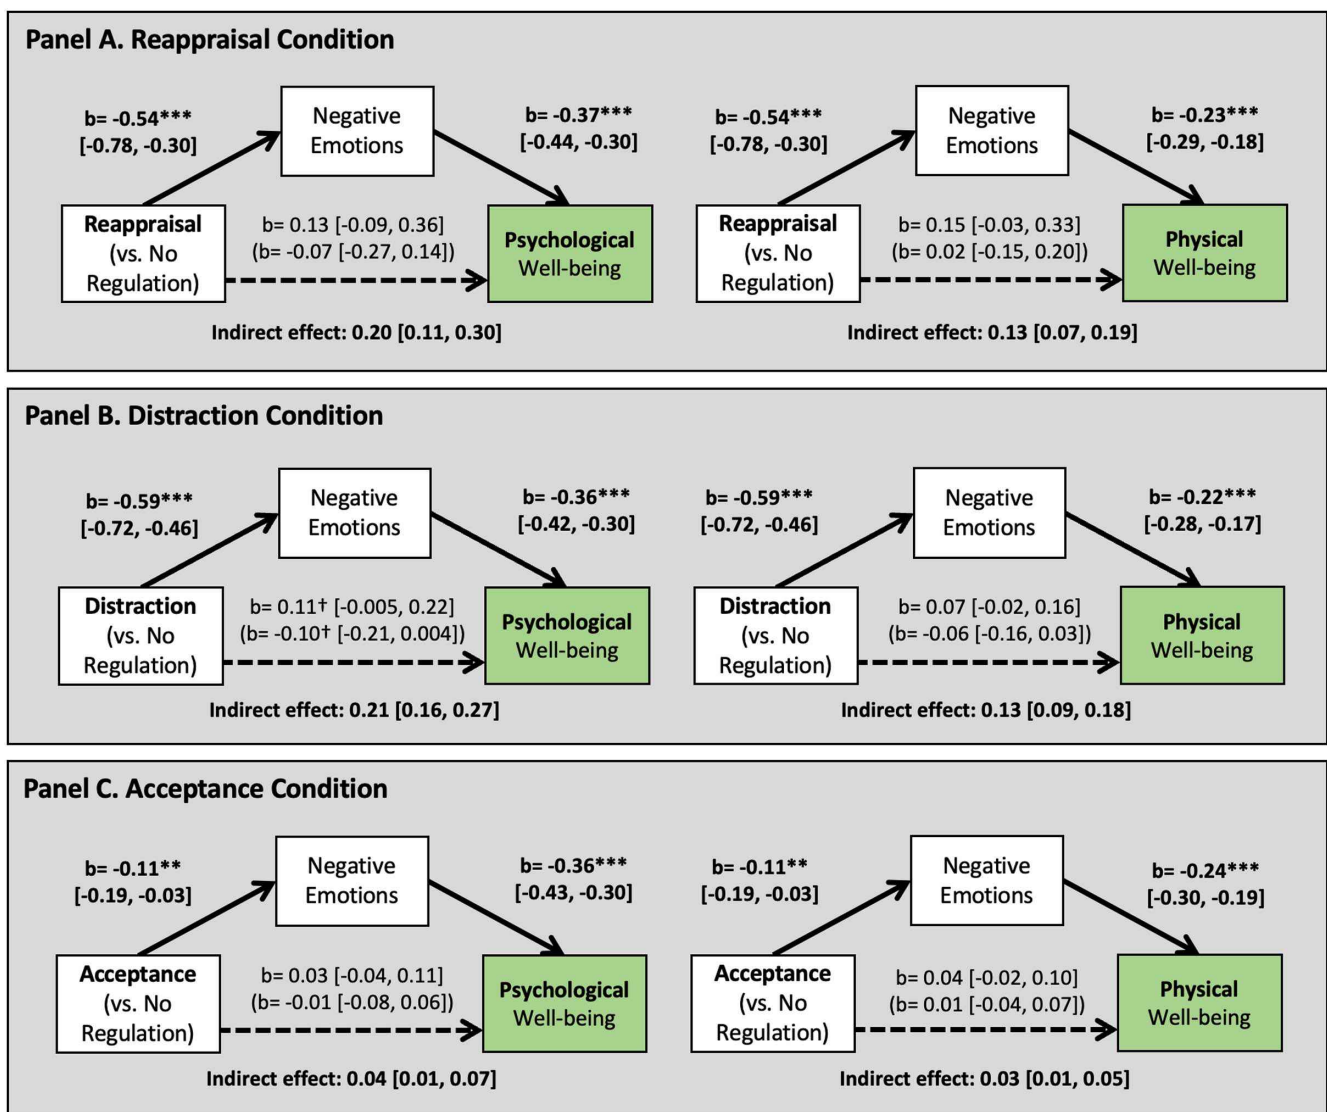 Panel A. Reappraisal Condition
b= -0.54***
[-0.78, -0.30]
Negative
Emotions
b= -0.37***
[-0.44, -0.30]
Reappraisal
(vs. No
Regulation)
b= 0.13 [-0.09, 0.36]
(b= -0.07 [-0.27, 0.14])
Psychological
Well-being
Indirect effect: 0.20 [0.11, 0.30]
b= -0.54***
[-0.78, -0.30]
Negative
Emotions
b= -0.23***
[-0.29, -0.18]
Reappraisal
(vs. No
Regulation)
b= 0.15 [-0.03, 0.33]
(b= 0.02 [-0.15, 0.20])
Physical
Well-being
Indirect effect: 0.13 [0.07, 0.19]
Panel B. Distraction Condition
b= -0.59***
[-0.72, -0.46]
Negative
Emotions
b= -0.36***
[-0.42, -0.30]
Distraction
(vs. No
Regulation)
b= 0.11† [-0.005, 0.22]
(b= -0.10† [-0.21, 0.004])
Psychological
Well-being
Indirect effect: 0.21 [0.16, 0.27]
b= -0.59***
[-0.72, -0.46]
Negative
Emotions
b= -0.22***
[-0.28, -0.17]
Distraction
(vs. No
Regulation)
b= 0.07 [-0.02, 0.16]
(b= -0.06 [-0.16, 0.03])
Physical
Well-being
Indirect effect: 0.13 [0.09, 0.18]
Panel C. Acceptance Condition
b= -0.11**
[-0.19, -0.03]
Negative
Emotions
b= -0.36***
[-0.43, -0.30]
Acceptance
(vs. No
Regulation)
b= 0.03 [-0.04, 0.11]
(b= -0.01 [-0.08, 0.06])
Psychological
Well-being
Indirect effect: 0.04 [0.01, 0.07]
b= -0.11**
[-0.19, -0.03]
Negative
Emotions
b= -0.24***
[-0.30, -0.19]
Acceptance
(vs. No
Regulation)
b= 0.04 [-0.02, 0.10]
(b= 0.01 [-0.04, 0.07])
Physical
Well-being
Indirect effect: 0.03 [0.01, 0.05]